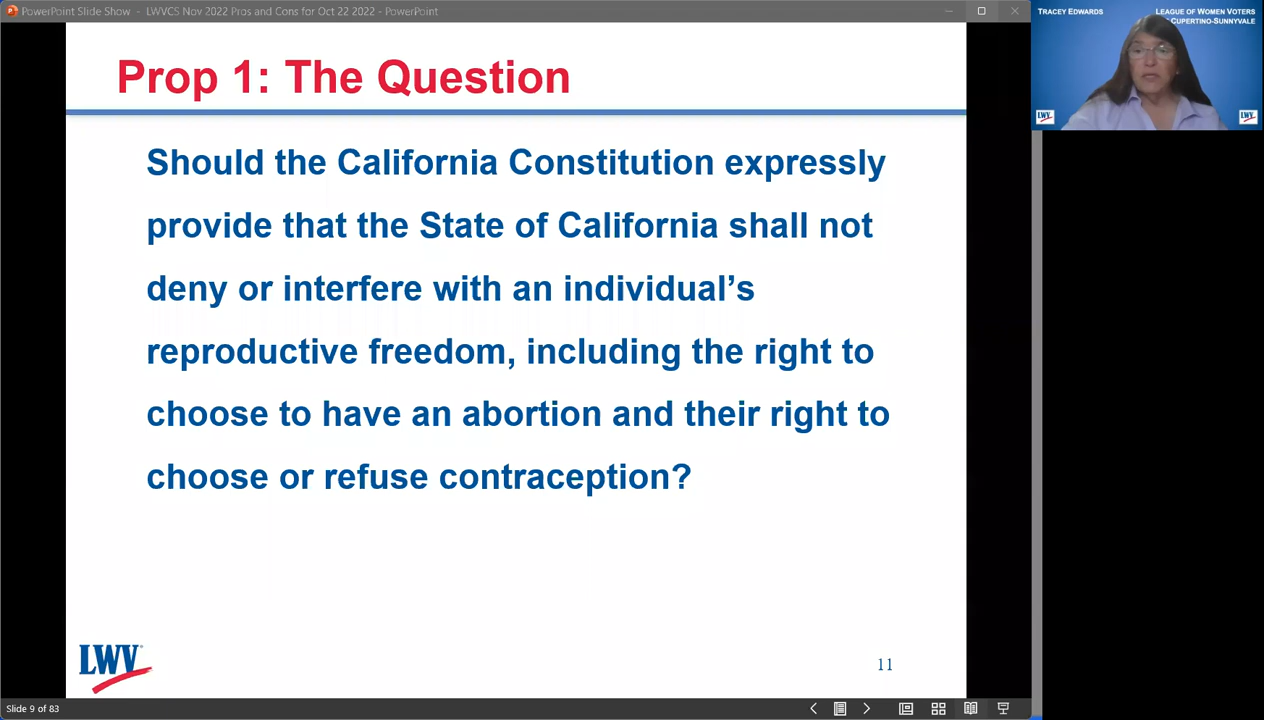 PowerPoint Slide Show - LWVCS Nov 2022 Pros and Cons for Oct 22 2022 - PowerPoint
TRACEY EDWARDS
LEAGUE OF WOMEN VOTERS
CUPERTINO-SUNNYVALE
LWV
LWV
Prop 1: The Question
Should the California Constitution expressly
provide that the State of California shall not
deny or interfere with an individual’s
reproductive freedom, including the right to
choose to have an abortion and their right to
choose or refuse contraception?
LWV
11
Slide 9 of 83